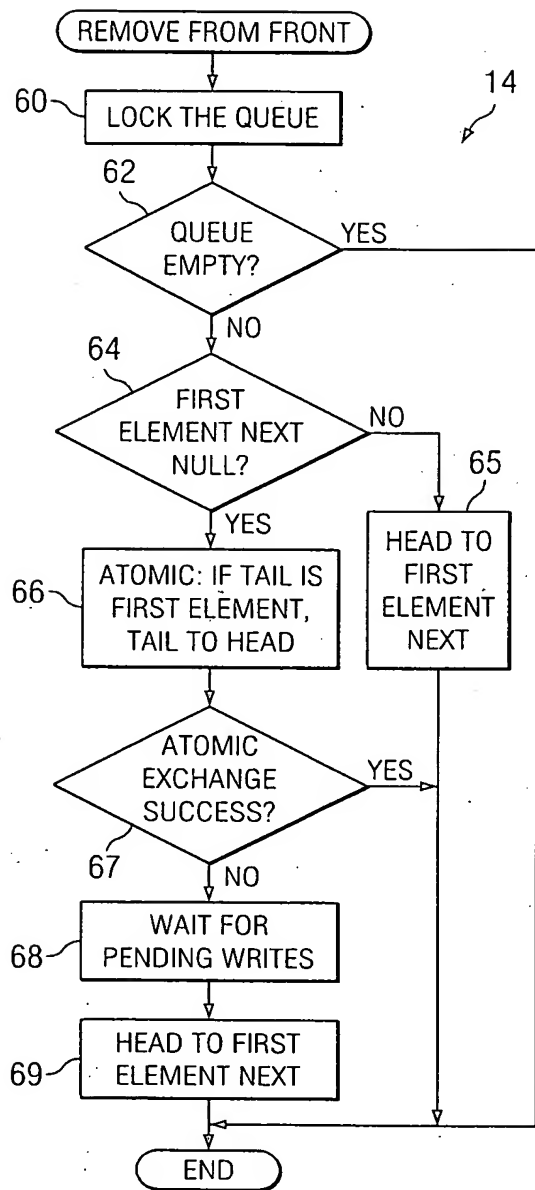 REMOVE FROM FRONT
14
60
LOCK THE QUEUE
62
QUEUE
EMPTY?
YES
NO
64
FIRST
ELEMENT NEXT
NULL?
NO
YES
65
HEAD TO
FIRST
ELEMENT
NEXT
66
ATOMIC: IF TAIL IS
FIRST ELEMENT,
TAIL TO HEAD
ATOMIC
EXCHANGE
SUCCESS?
YES
67
NO
68
WAIT FOR
PENDING WRITES
69
HEAD TO FIRST
ELEMENT NEXT
END